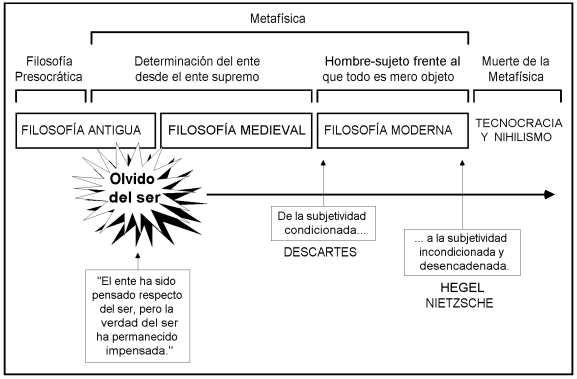 Metafísica
Filosofía
Presocrática
Determinación del ente
desde el ente supremo
Hombre-sujeto frente al
que todo es mero objeto
Muerte de la
Metafísica
FILOSOFÍA ANTIGUA
FILOSOFÍA MEDIEVAL
FILOSOFÍA MODERNA
TECNOCRACIA
Y NIHILISMO
Olvido
del ser
De la subjetividad
condicionada...
DESCARTES
... a la subjetividad
incondicionada y
desencadenada.
HEGEL
NIETZSCHE
"El ente ha sido
pensado respecto
del ser, pero la
verdad del ser
ha permanecido
impensada."